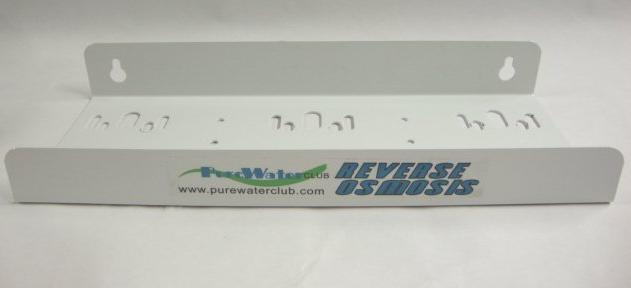 PureWater CLUB
www.purewaterclub.com
REVERSE
OSMOSIS